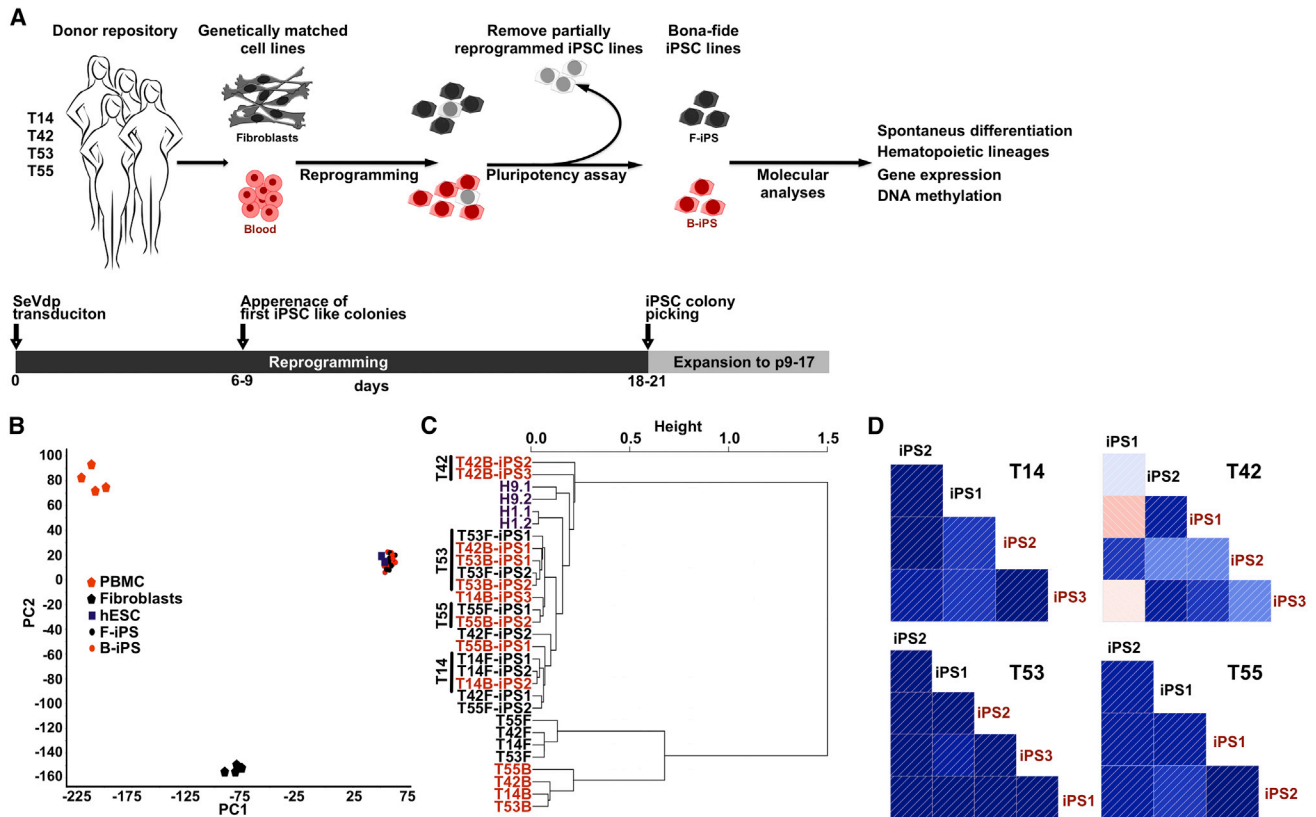 A
Donor repository
Genetically matched
cell lines
Remove partially
reprogrammed iPSC lines
Bona-fide
iPSC lines
T14
T42
T53
T55
Fibroblasts
F-iPS
Reprogramming
Pluripotency assay
Molecular
analyses
Spontaneus differentiation
Hematopoietic lineages
Gene expression
DNA methylation
Blood
B-iPS
SeVdp
transduciton
Apperenace of
first iPSC like colonies
iPSC colony
picking
Reprogramming
Expansion to p9-17
0
6-9
days
18-21
B
100
80
60
40
20
0
-20
-40
-60
-80
-100
-120
-140
-160
PC2
PBMC
Fibroblasts
hESC
F-iPS
B-iPS
-225
-175
-125
-75
-25
25
75
PC1
C
Height
0.0
0.5
1.0
1.5
T42
T53
T55
T14
T42B-iPS2
T42B-iPS3
H9.1
H9.2
H1.1
H1.2
T53F-iPS1
T42B-iPS1
T53B-iPS1
T53F-iPS2
T53B-iPS2
T14B-iPS3
T55F-iPS1
T55B-iPS2
T42F-iPS2
T55B-iPS1
T14F-iPS1
T14F-iPS2
T14B-iPS2
T42F-iPS1
T55F-iPS2
T55F
T42F
T14F
T53F
T55B
T42B
T14B
T53B
D
iPS2
T14
iPS1
iPS2
iPS3
iPS1
T42
iPS2
iPS1
iPS2
iPS3
iPS2
T53
iPS1
iPS2
iPS3
iPS1
iPS2
T55
iPS1
iPS1
iPS2